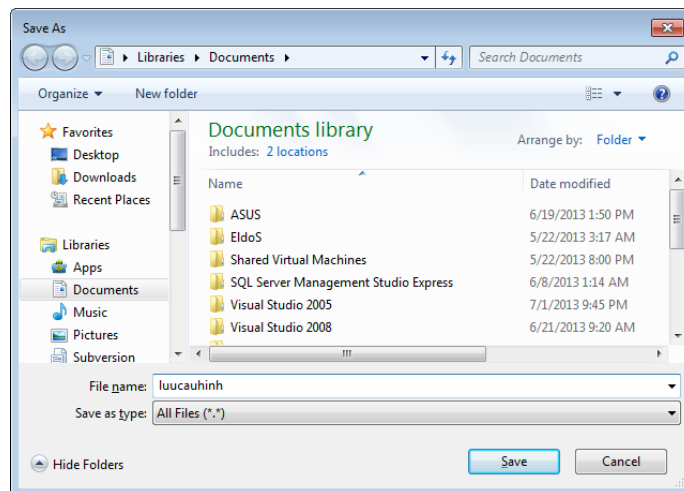 Save As
Libraries Documents
Search Documents
Organize New folder
Favorites
Desktop
Downloads
Recent Places
Libraries
Apps
Documents
Music
Pictures
Subversion
Documents library
Includes: 2 locations
Arrange by: Folder
Name Date modified
ASUS 6/19/2013 1:50 PM
EldoS 5/22/2013 3:17 AM
Shared Virtual Machines 5/22/2013 8:00 PM
SQL Server Management Studio Express 6/8/2013 1:14 AM
Visual Studio 2005 7/1/2013 9:45 PM
Visual Studio 2008 6/21/2013 9:20 AM
File name: luucauhinh
Save as type: All Files (*.*)
Hide Folders Save Cancel